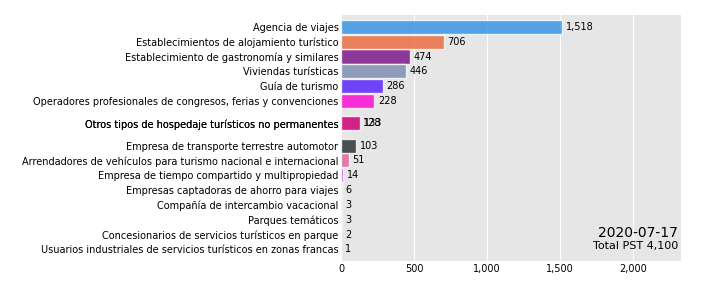 Agencia de viajes 1,518
Establecimientos de alojamiento turístico 706
Establecimiento de gastronomía y similares 474
Viviendas turísticas 446
Guía de turismo 286
Operadores profesionales de congresos, ferias y convenciones 228
Otros tipos de hospedaje turísticos no permanentes
Empresa de transporte terrestre automotor 103
Arrendadores de vehículos para turismo nacional e internacional 51
Empresa de tiempo compartido y multipropiedad 14
Empresas captadoras de ahorro para viajes 6
Compañía de intercambio vacacional 3
Parques temáticos 3
Concesionarios de servicios turísticos en parque 2
Usuarios industriales de servicios turísticos en zonas francas 1
2020-07-17
Total PST 4,100
0 500 1,000 1,500 2,000